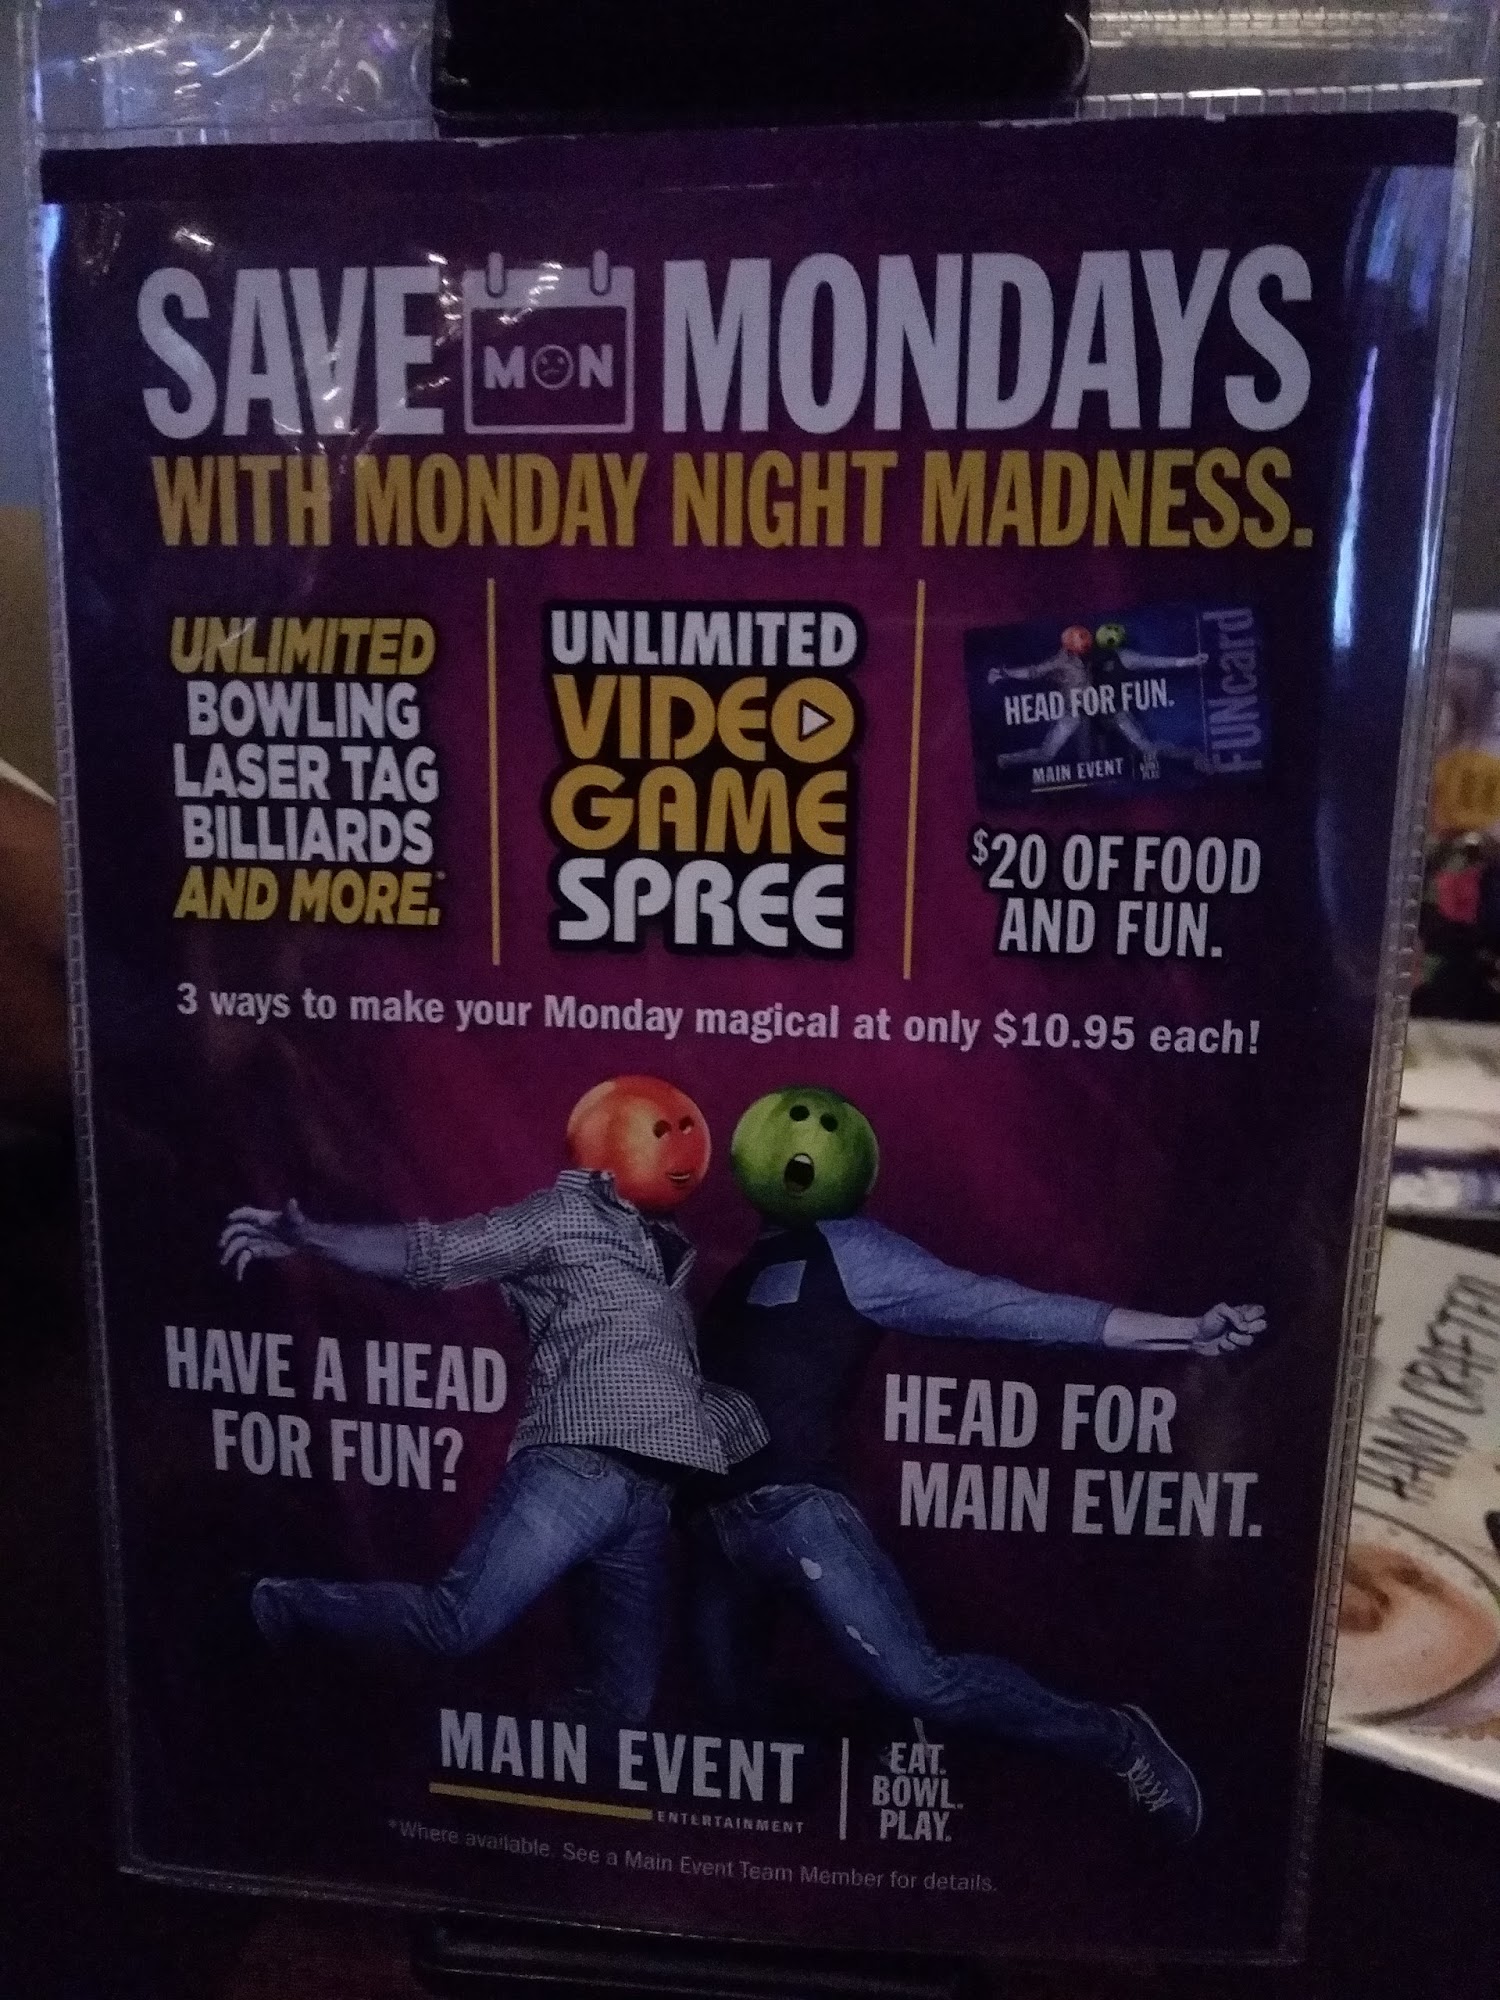 SAVE MON MONDAYS
WITH MONDAY NIGHT MADNESS.
UNLIMITED
BOWLING
LASER TAG
BILLIARDS
AND MORE.*
UNLIMITED
VIDEO
GAME
SPREE
HEAD FOR FUN.
MAIN EVENT
FUNcard
$20 OF FOOD
AND FUN.
3 ways to make your Monday magical at only $10.95 each!
HAVE A HEAD
FOR FUN?
HEAD FOR
MAIN EVENT.
MAIN EVENT
ENTERTAINMENT
EAT.
BOWL.
PLAY.
*Where available. See a Main Event Team Member for details.
HAND CRAFTED